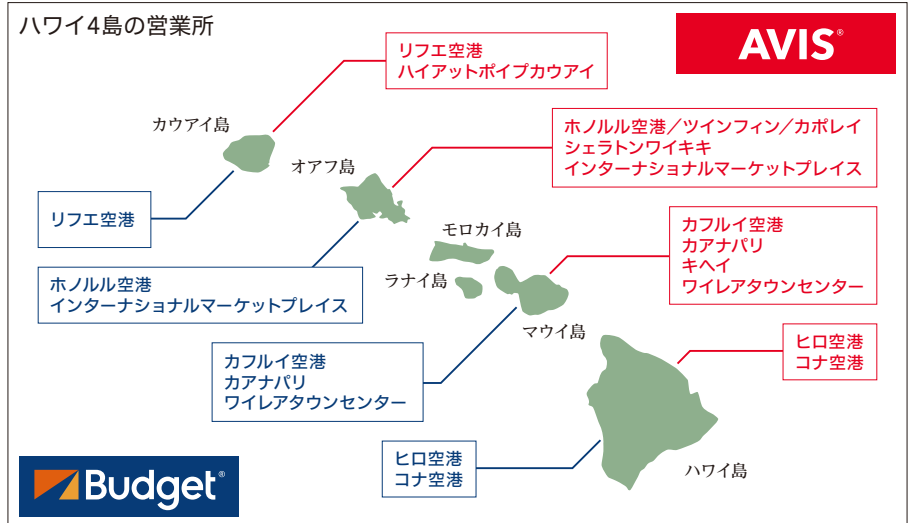 ハワイ4島の営業所
AVIS®
リフエ空港
ハイアットポイプカウアイ
カウアイ島
ホノルル空港／ツインフィン／カポレイ
シェラトンワイキキ
インターナショナルマーケットプレイス
オアフ島
リフエ空港
モロカイ島
カフルイ空港
カアナパリ
キヘイ
ワイレアタウンセンター
ラナイ島
ホノルル空港
インターナショナルマーケットプレイス
マウイ島
ヒロ空港
コナ空港
カフルイ空港
カアナパリ
ワイレアタウンセンター
ヒロ空港
コナ空港
ハワイ島
Budget®